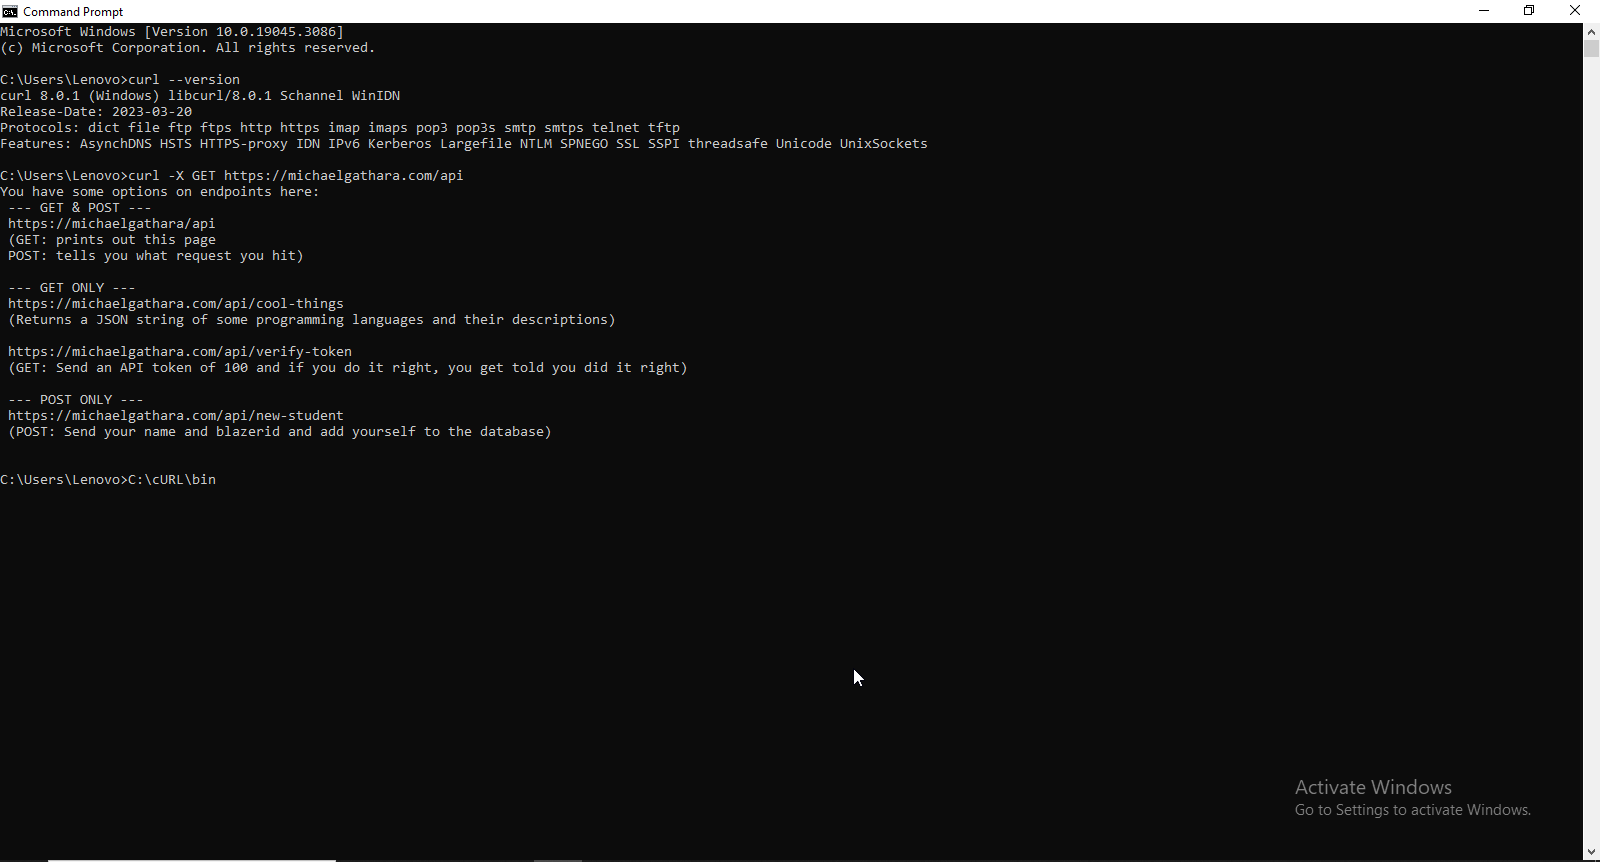 Command Prompt
Microsoft Windows [Version 10.0.19045.3086]
(c) Microsoft Corporation. All rights reserved.
C:\Users\Lenovo>curl --version
curl 8.0.1 (Windows) libcurl/8.0.1 Schannel WinIDN
Release-Date: 2023-03-20
Protocols: dict file ftp ftps http https imap imaps pop3 pop3s smtp smtps telnet tftp
Features: AsynchDNS HSTS HTTPS-proxy IDN IPv6 Kerberos Largefile NTLM SPNEGO SSL SSPI threadsafe Unicode UnixSockets
C:\Users\Lenovo>curl -X GET https://michaelgathara.com/api
You have some options on endpoints here:
--- GET & POST ---
https://michaelgathara/api
(GET: prints out this page
POST: tells you what request you hit)
--- GET ONLY ---
https://michaelgathara.com/api/cool-things
(Returns a JSON string of some programming languages and their descriptions)
https://michaelgathara.com/api/verify-token
(GET: Send an API token of 100 and if you do it right, you get told you did it right)
--- POST ONLY ---
https://michaelgathara.com/api/new-student
(POST: Send your name and blazerid and add yourself to the database)
C:\Users\Lenovo>C:\cURL\bin
Activate Windows
Go to Settings to activate Windows.